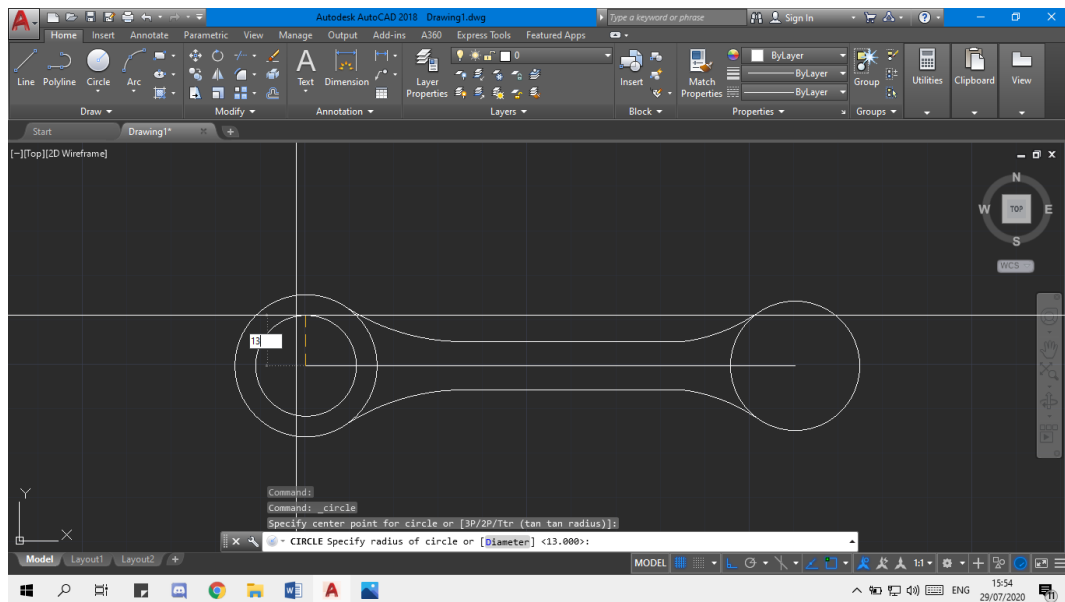 Autodesk AutoCAD 2018 Drawing1.dwg
Type a keyword or phrase
Sign In
Home Insert Annotate Parametric View Manage Output Add-ins A360 Express Tools Featured Apps
0
ByLayer
ByLayer
ByLayer
Line Polyline Circle Arc
Text Dimension
Layer
Properties
Insert
Match
Properties
Group
Utilities
Clipboard
View
Draw
Modify
Annotation
Layers
Block
Properties
Groups
Start
Drawing1*
[−][Top][2D Wireframe]
N
W
TOP
E
S
WCS
13
Command:
Command: _circle
Specify center point for circle or [3P/2P/Ttr (tan tan radius)]:
CIRCLE Specify radius of circle or [Diameter] <13.000>:
Y
X
Model Layout1 Layout2 +
MODEL
1:1
ENG
15:54
29/07/2020